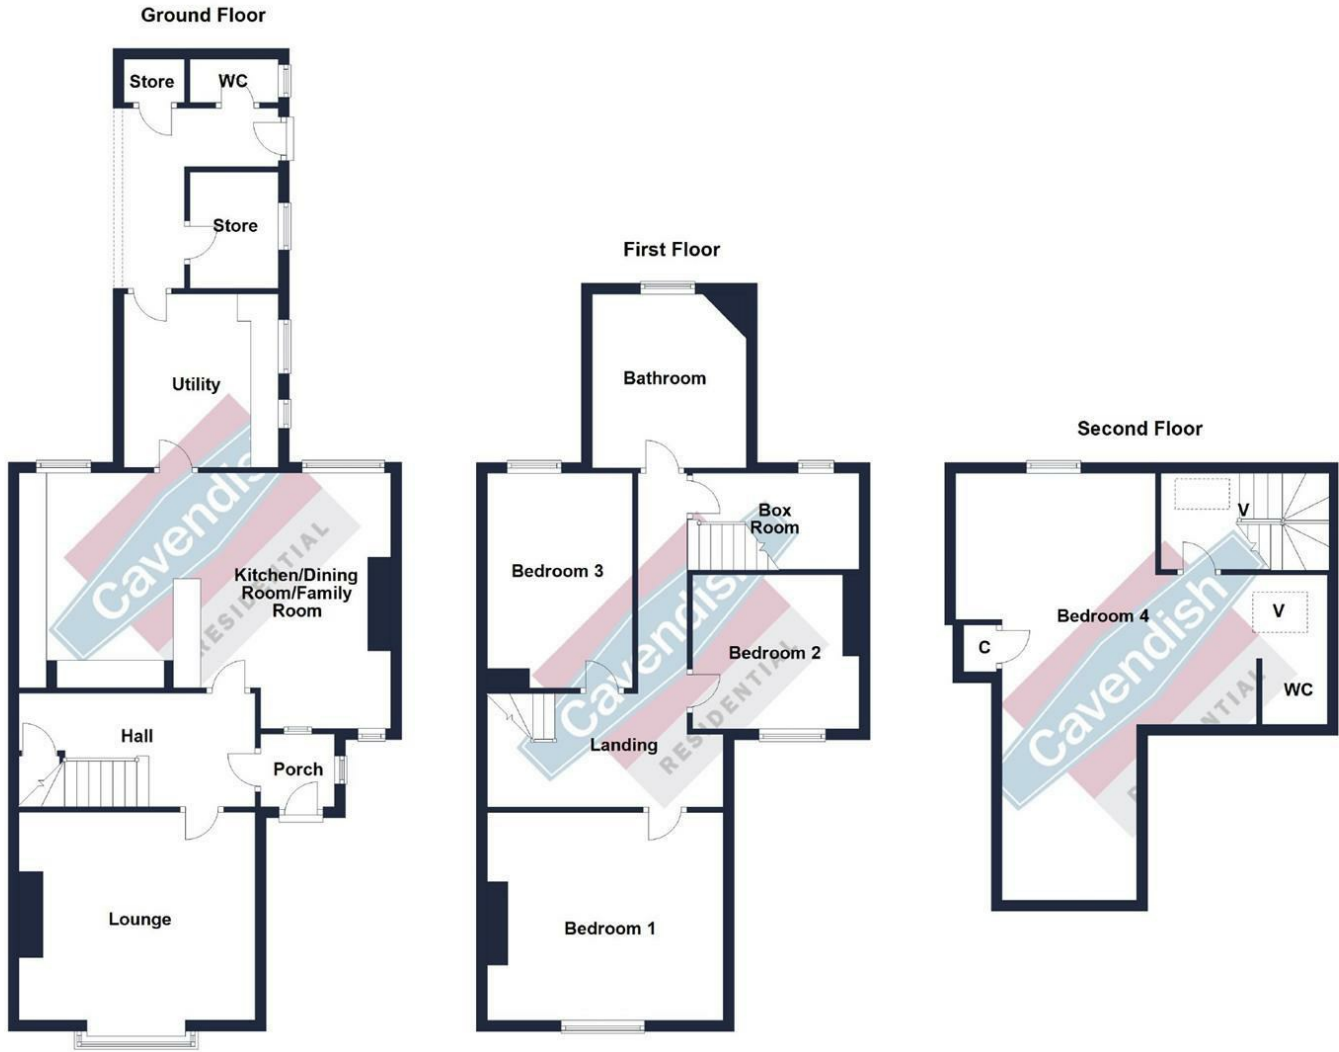 Ground Floor
Store
WC
Store
Utility
Kitchen/Dining
Room/Family
Room
Hall
Porch
Lounge
Cavendish
RESIDENTIAL
First Floor
Bathroom
Box
Room
Bedroom 3
Bedroom 2
Landing
Bedroom 1
Cavendish
RESIDENTIAL
Second Floor
V
Bedroom 4
V
C
WC
Cavendish